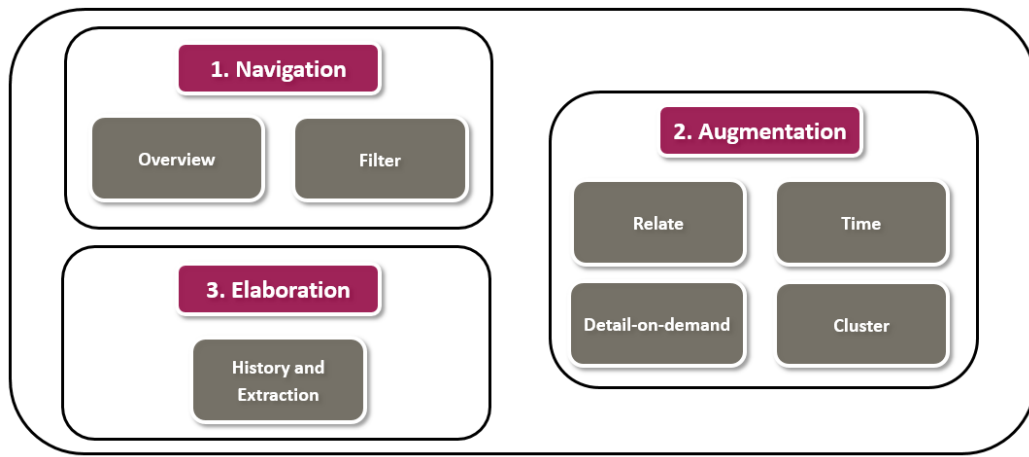 1. Navigation
Overview
Filter
2. Augmentation
Relate
Time
Detail-on-demand
Cluster
3. Elaboration
History and
Extraction